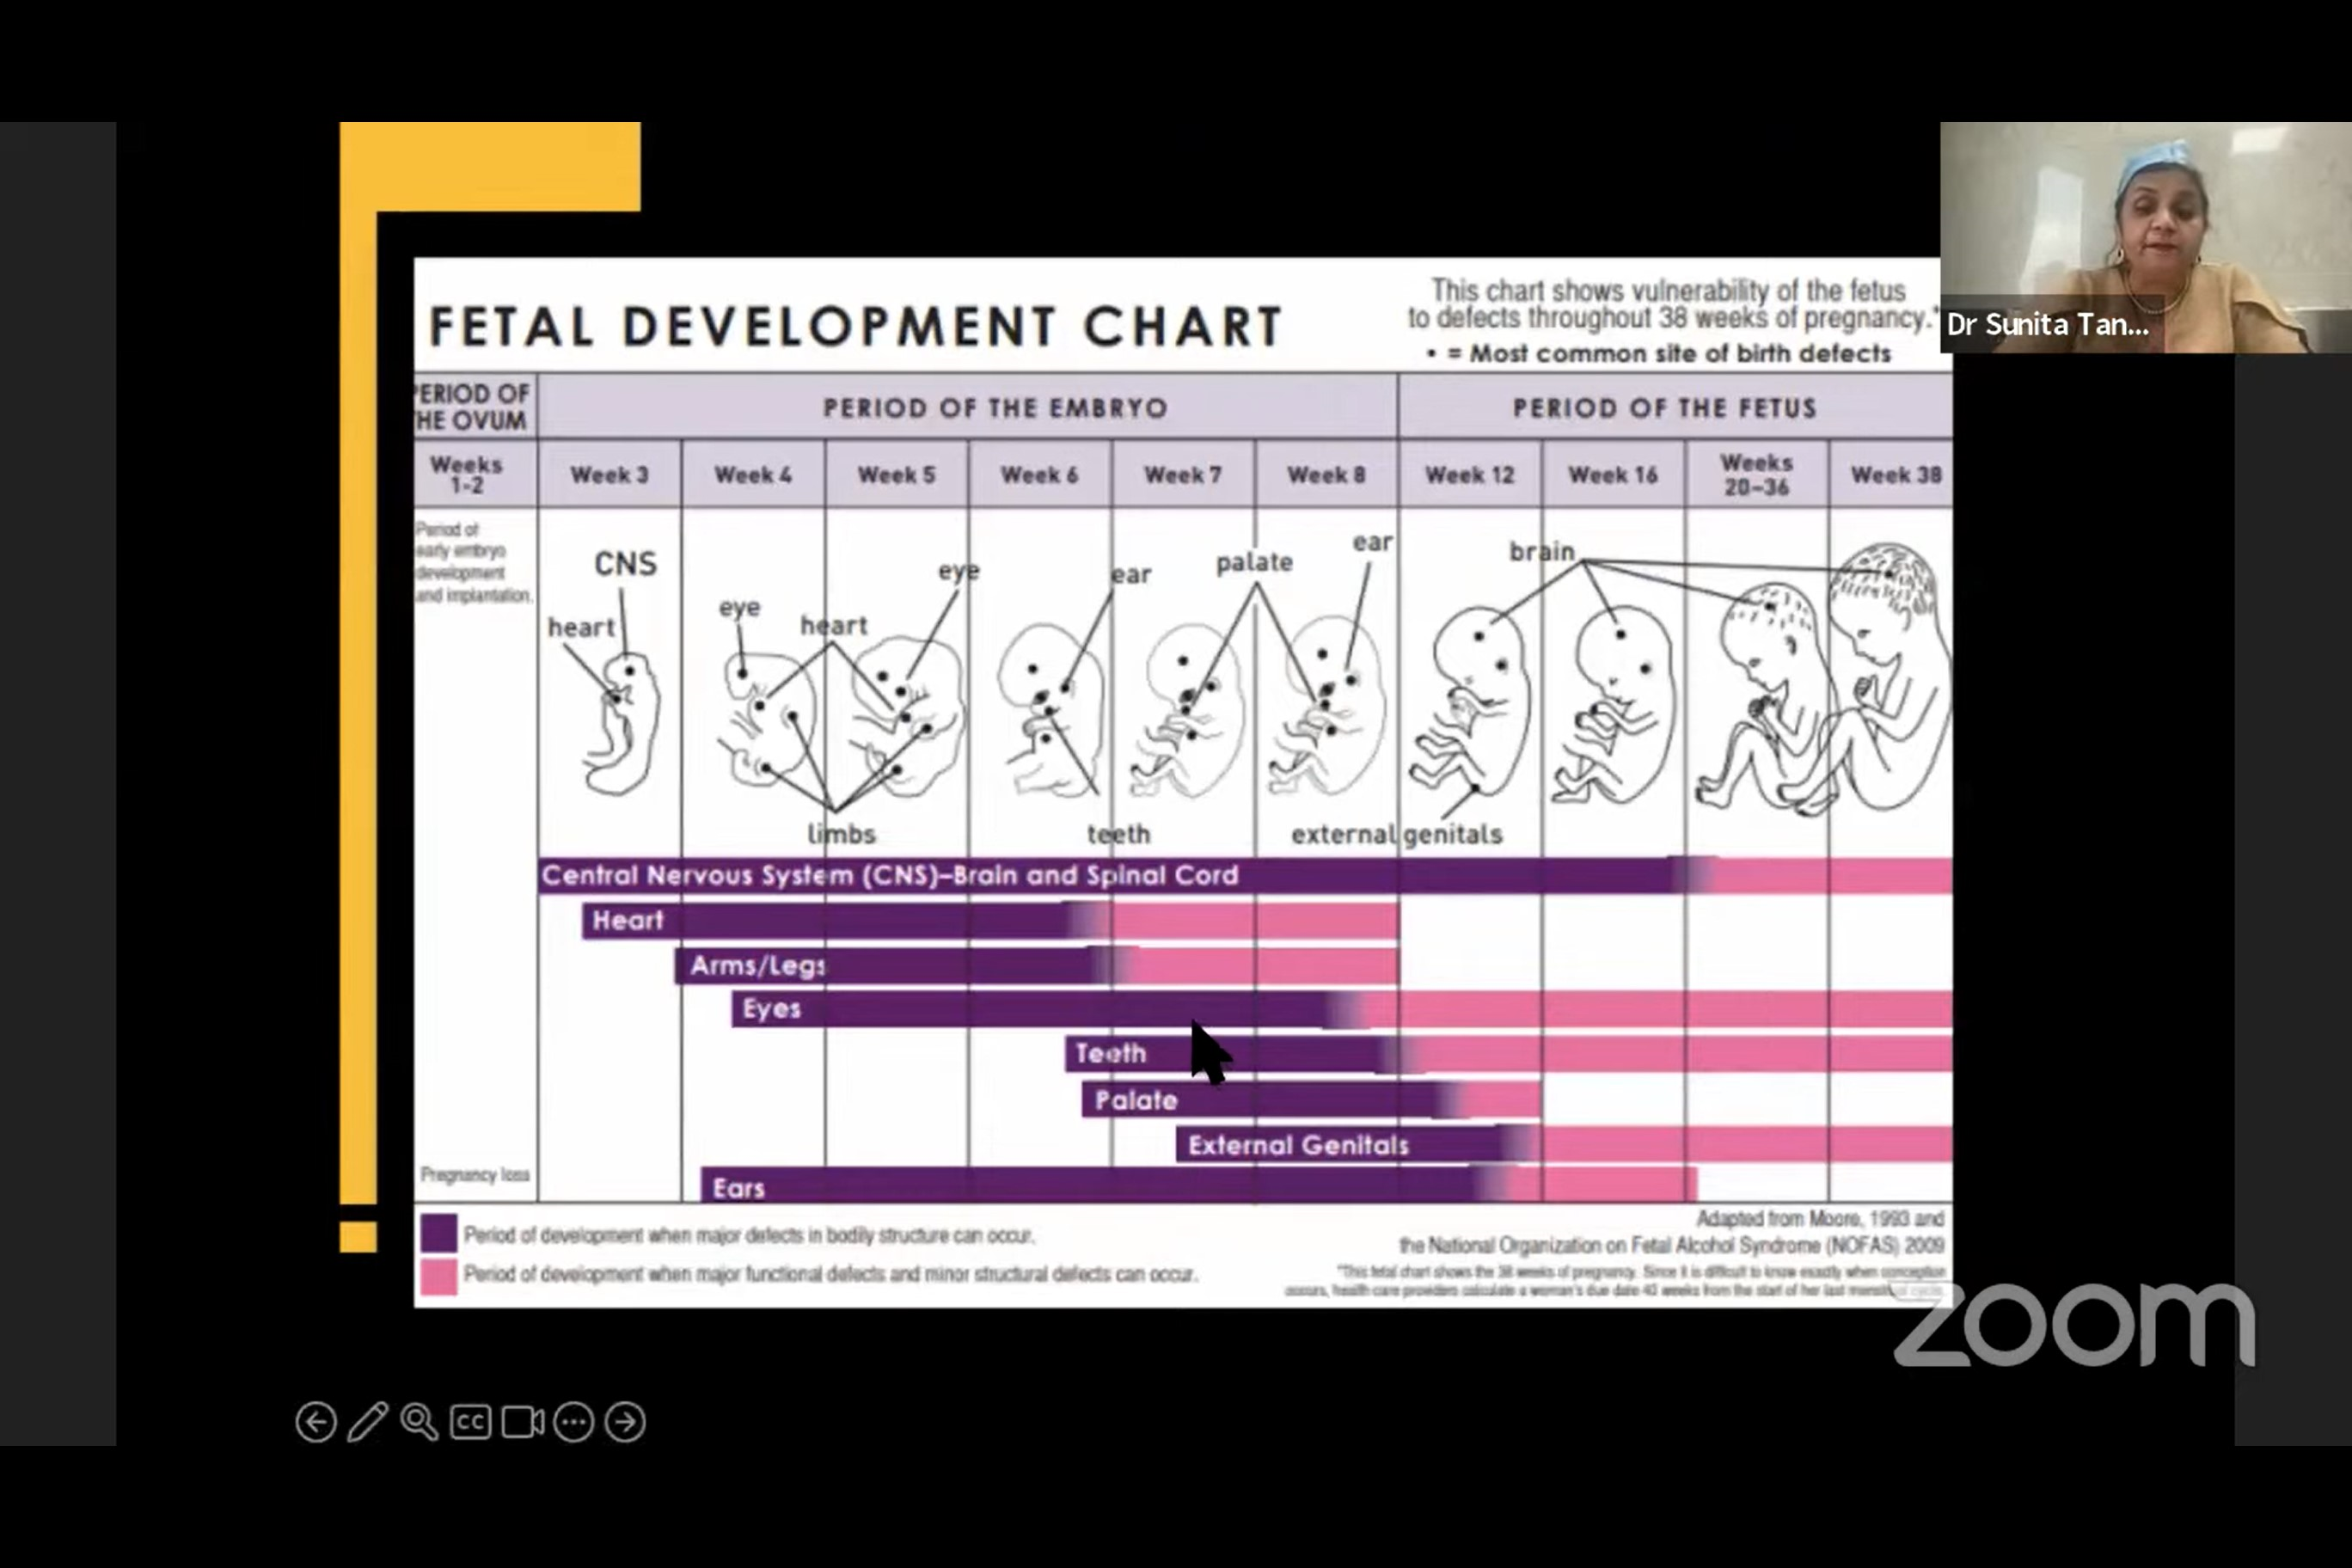 FETAL DEVELOPMENT CHART
This chart shows vulnerability of the fetus
to defects throughout 38 weeks of pregnancy.*
• = Most common site of birth defects
Dr Sunita Tan...
ERIOD OF
HE OVUM
PERIOD OF THE EMBRYO
PERIOD OF THE FETUS
Weeks
1-2
Week 3
Week 4
Week 5
Week 6
Week 7
Week 8
Week 12
Week 16
Weeks
20–36
Week 38
Period of
early embryo
development
and implantation.
CNS
heart
eye
heart
eye
limbs
ear
teeth
palate
ear
external genitals
brain
Central Nervous System (CNS)–Brain and Spinal Cord
Heart
Arms/Legs
Eyes
Teeth
Palate
External Genitals
Pregnancy loss
Ears
Period of development when major defects in bodily structure can occur.
Period of development when major functional defects and minor structural defects can occur.
Adapted from Moore, 1993 and
the National Organization on Fetal Alcohol Syndrome (NOFAS) 2009
*This fetal chart shows the 38 weeks of pregnancy. Since it is difficult to know exactly when conception
occurs, health care providers calculate a woman's due date 40 weeks from the start of her last menstrual cycle.
zoom
CC